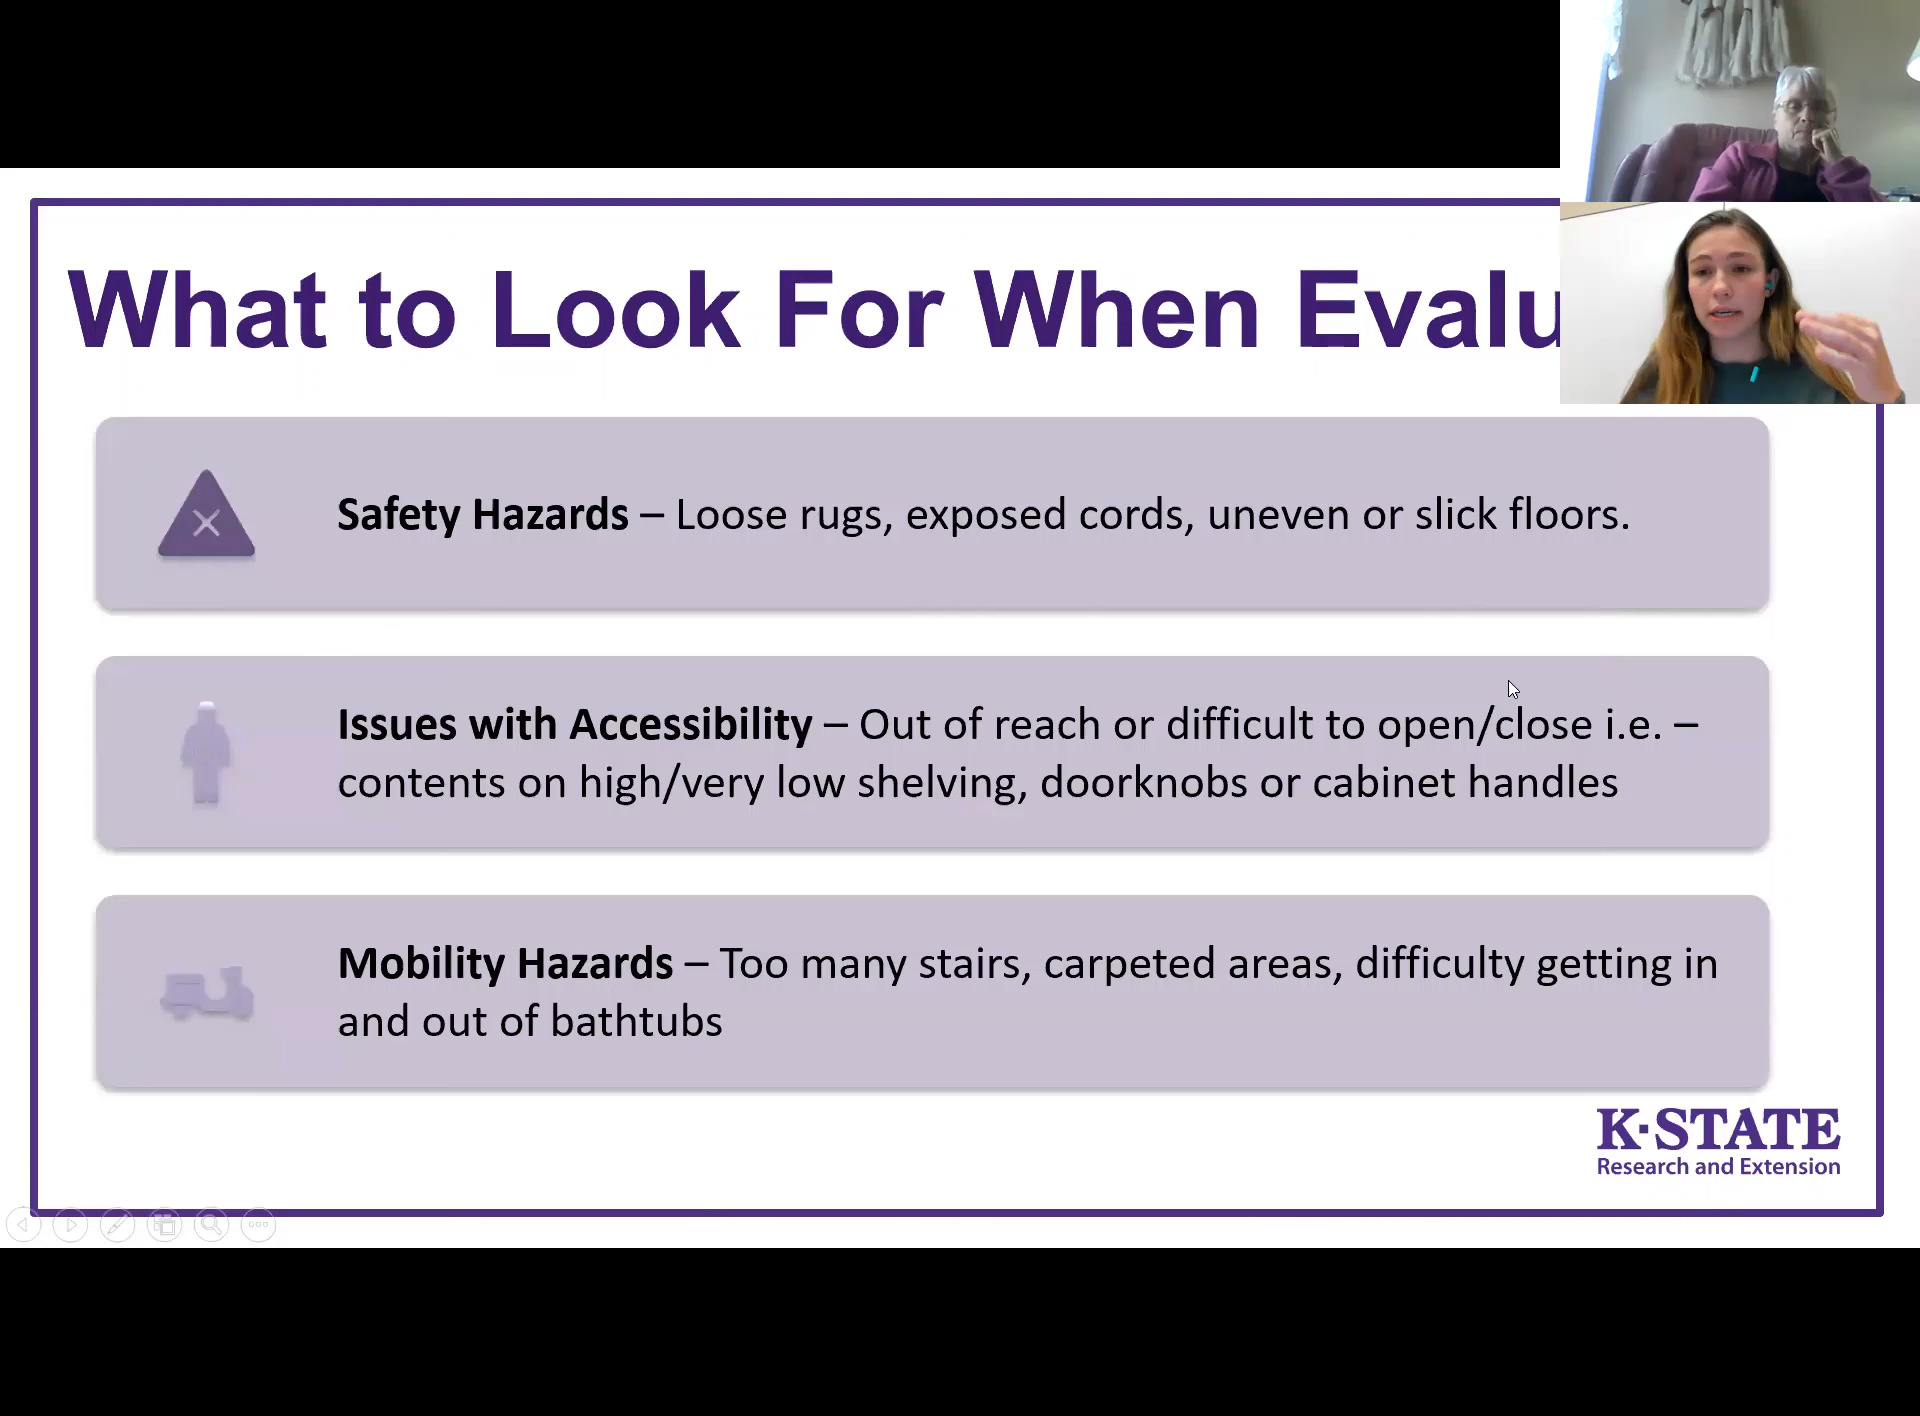 What to Look For When Evalu
Safety Hazards – Loose rugs, exposed cords, uneven or slick floors.
Issues with Accessibility – Out of reach or difficult to open/close i.e. –
contents on high/very low shelving, doorknobs or cabinet handles
Mobility Hazards – Too many stairs, carpeted areas, difficulty getting in
and out of bathtubs
K·STATE
Research and Extension